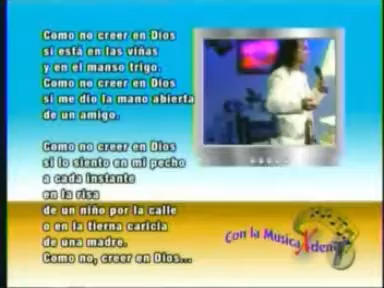 Como no creer en Dios
si está en las viñas
y en el manso trigo.
Como no creer en Dios
si me dio la mano abierta
de un amigo.
Como no creer en Dios
si lo siento en mi pecho
a cada instante
en la risa
de un niño por la calle
o en la tierna caricia
de una madre.
Como no, creer en Dios...
Con la Musica Xdentro